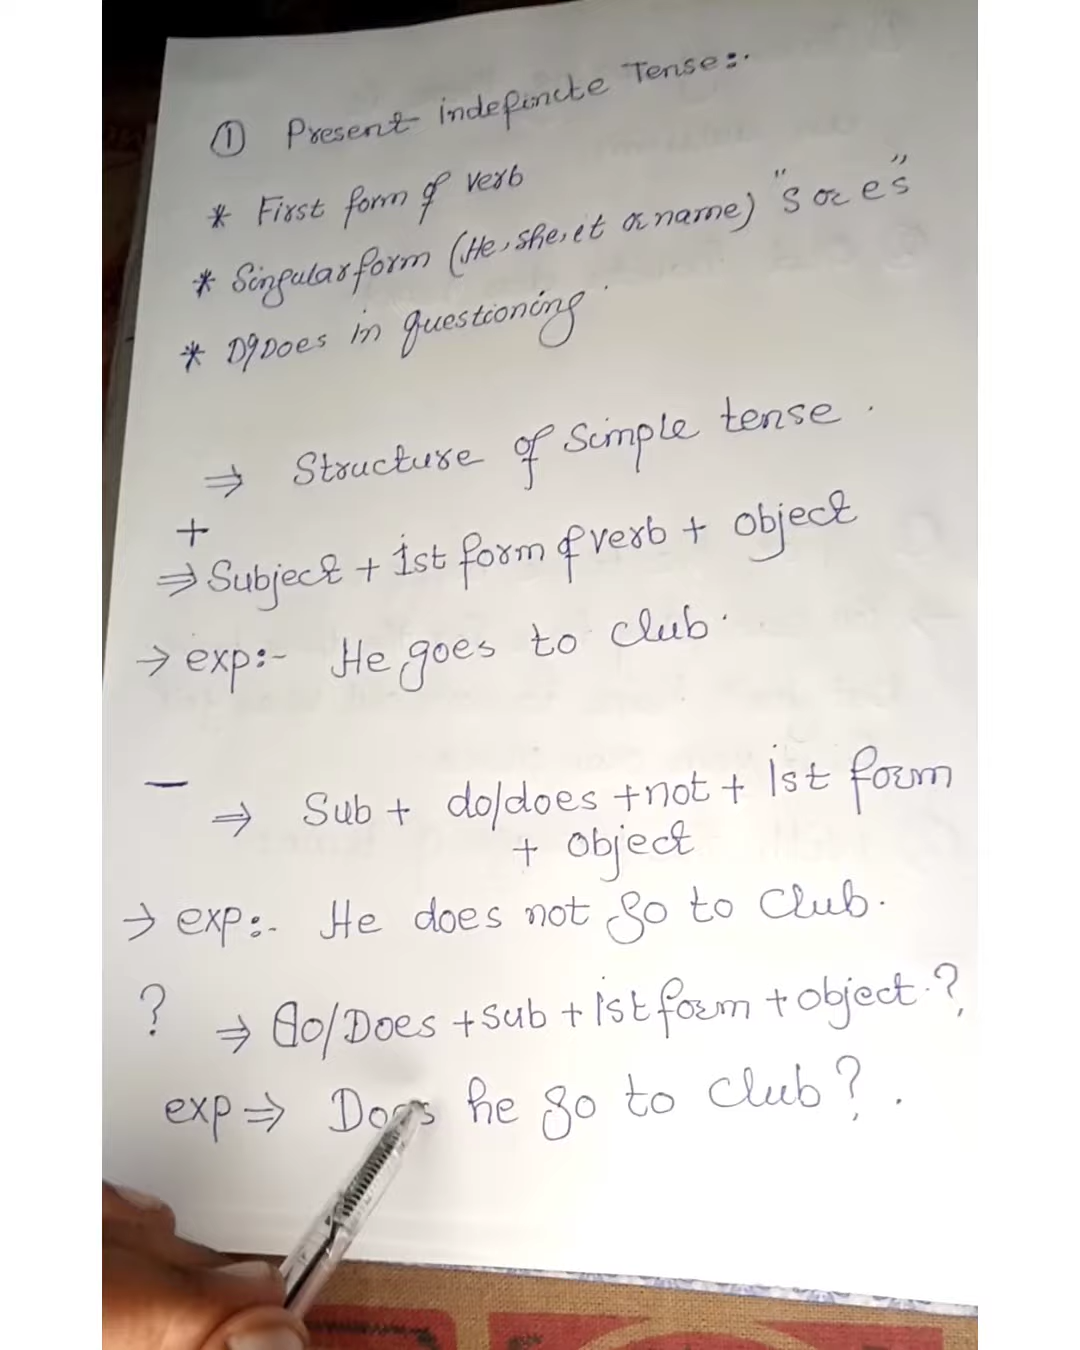 ① Present indefinite Tense:-
* First form of verb
* Singular form (He, she, it or name) "s or es"
* Do/Does in questioning.
⇒ Structure of Simple tense.
+
⇒ Subject + 1st form of verb + object
→ exp:- He goes to club.
—
⇒ Sub + do/does + not + 1st form
+ object
→ exp:- He does not go to club.
? ⇒ Do/Does + sub + 1st form + object.?
exp ⇒ Does he go to club?.